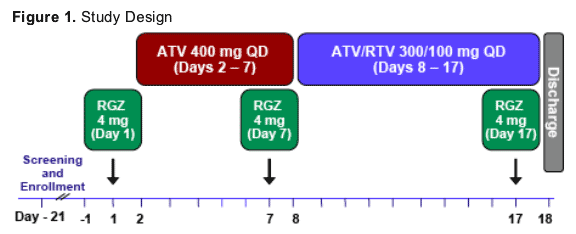 Figure 1. Study Design
ATV 400 mg QD
(Days 2 – 7)
ATV/RTV 300/100 mg QD
(Days 8 – 17)
Discharge
RGZ
4 mg
(Day 1)
RGZ
4 mg
(Day 7)
RGZ
4 mg
(Day 17)
Screening
and
Enrollment
Day - 21 -1 1 2 7 8 17 18